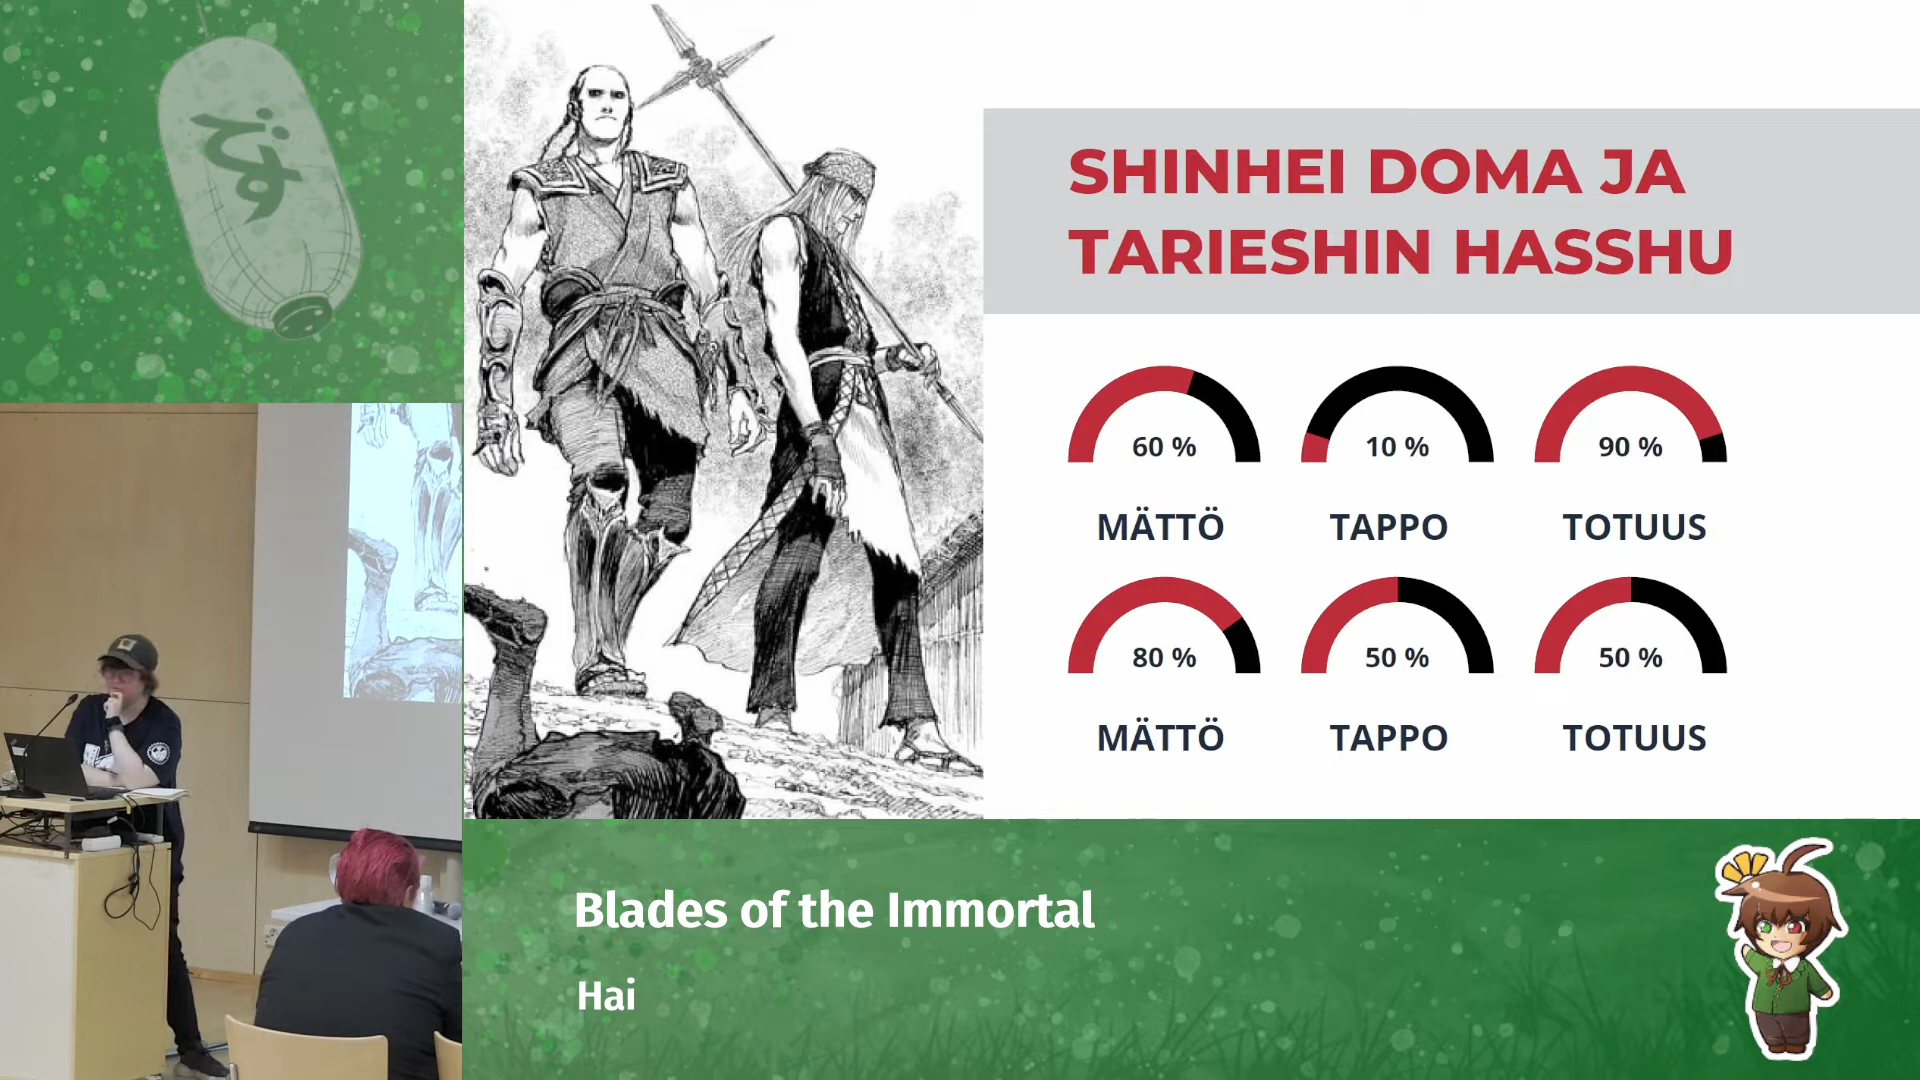 SHINHEI DOMA JA
TARIESHIN HASSHU
60 %
10 %
90 %
MÄTTÖ
TAPPO
TOTUUS
80 %
50 %
50 %
MÄTTÖ
TAPPO
TOTUUS
Blades of the Immortal
Hai